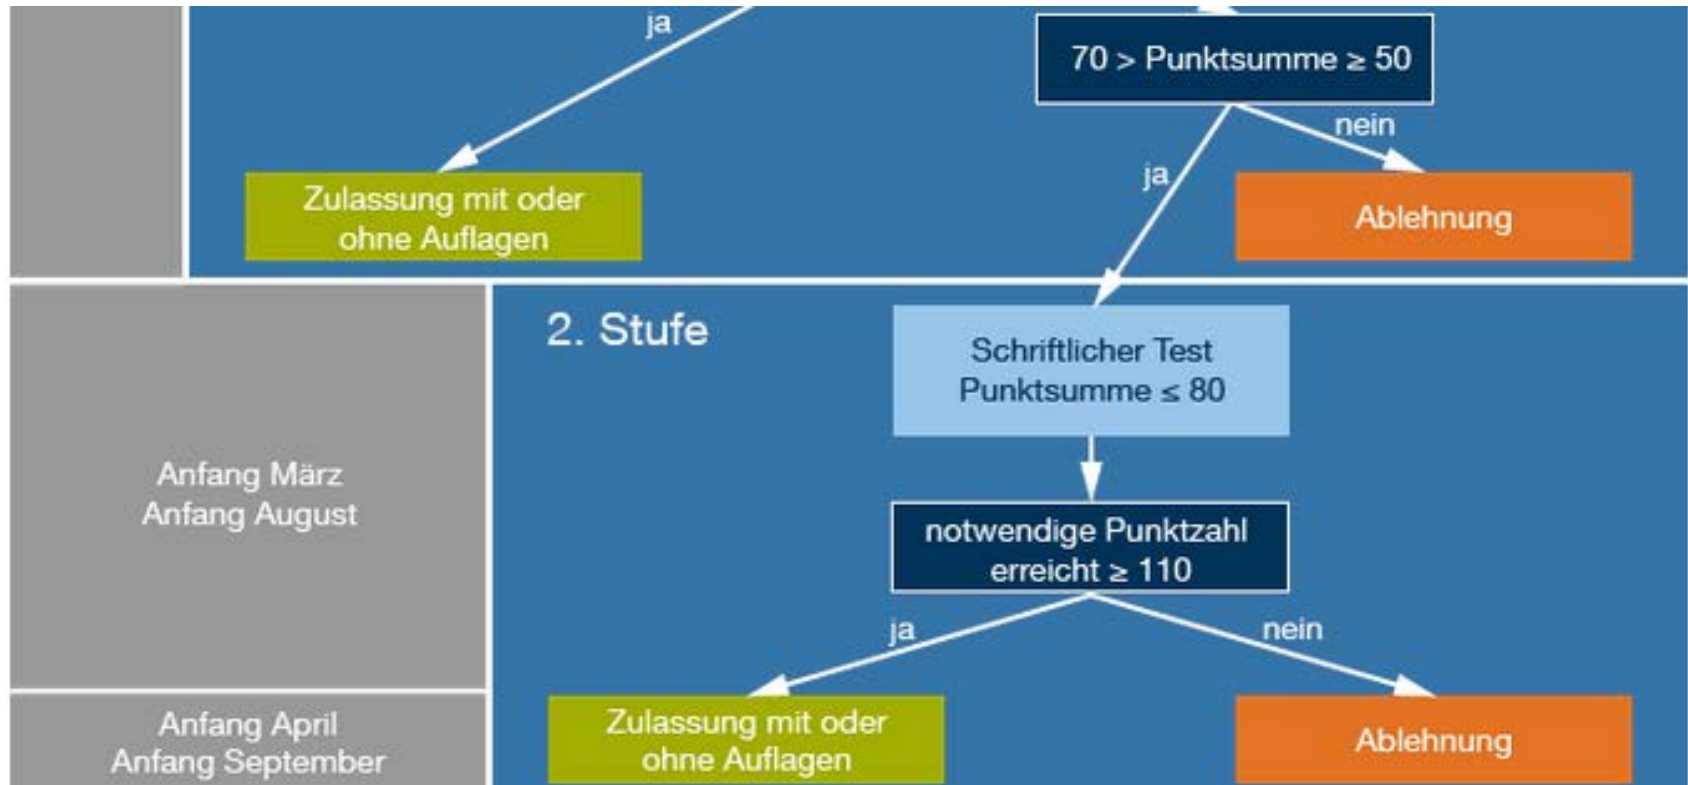 ja
70 > Punktsumme ≥ 50
nein
ja
Zulassung mit oder
ohne Auflagen
Ablehnung
2. Stufe
Schriftlicher Test
Punktsumme ≤ 80
Anfang März
Anfang August
notwendige Punktzahl
erreicht ≥ 110
ja
nein
Anfang April
Anfang September
Zulassung mit oder
ohne Auflagen
Ablehnung